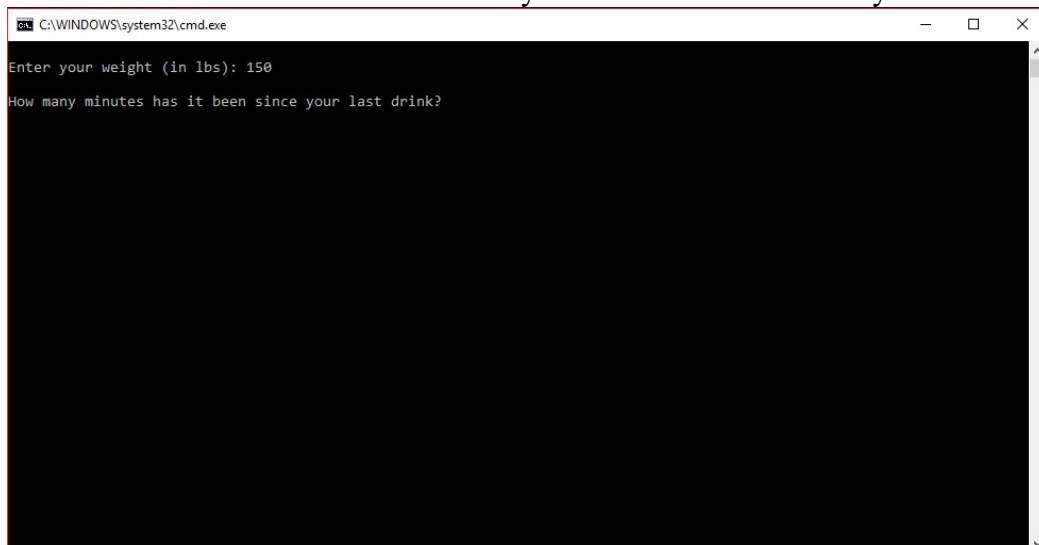 C:\WINDOWS\system32\cmd.exe
Enter your weight (in lbs): 150
How many minutes has it been since your last drink?